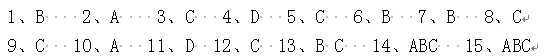 1、B 2、A 3、C 4、D 5、C 6、B 7、B 8、C
9、C 10、A 11、D 12、C 13、B C 14、ABC 15、ABC